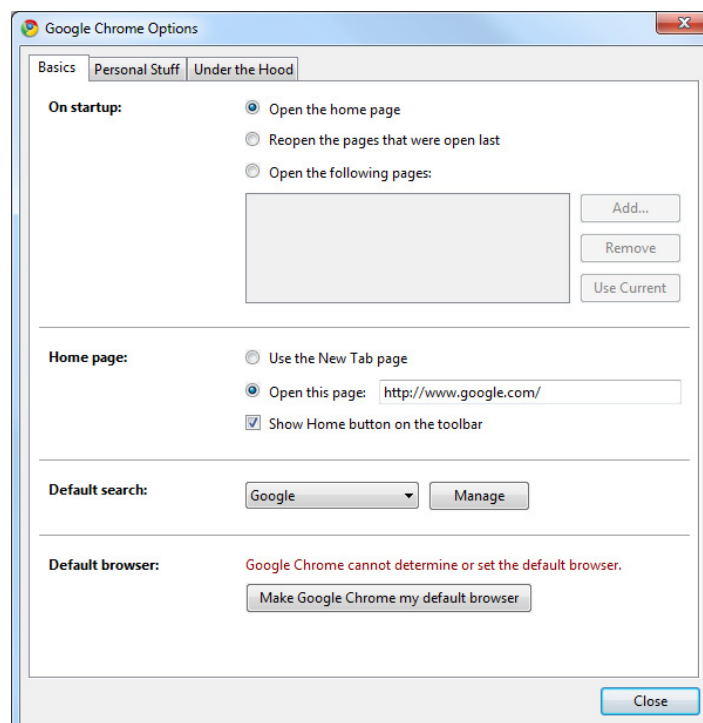 Google Chrome Options
Basics Personal Stuff Under the Hood
On startup: Open the home page
Reopen the pages that were open last
Open the following pages:
Add...
Remove
Use Current
Home page: Use the New Tab page
Open this page: http://www.google.com/
Show Home button on the toolbar
Default search: Google Manage
Default browser: Google Chrome cannot determine or set the default browser.
Make Google Chrome my default browser
Close